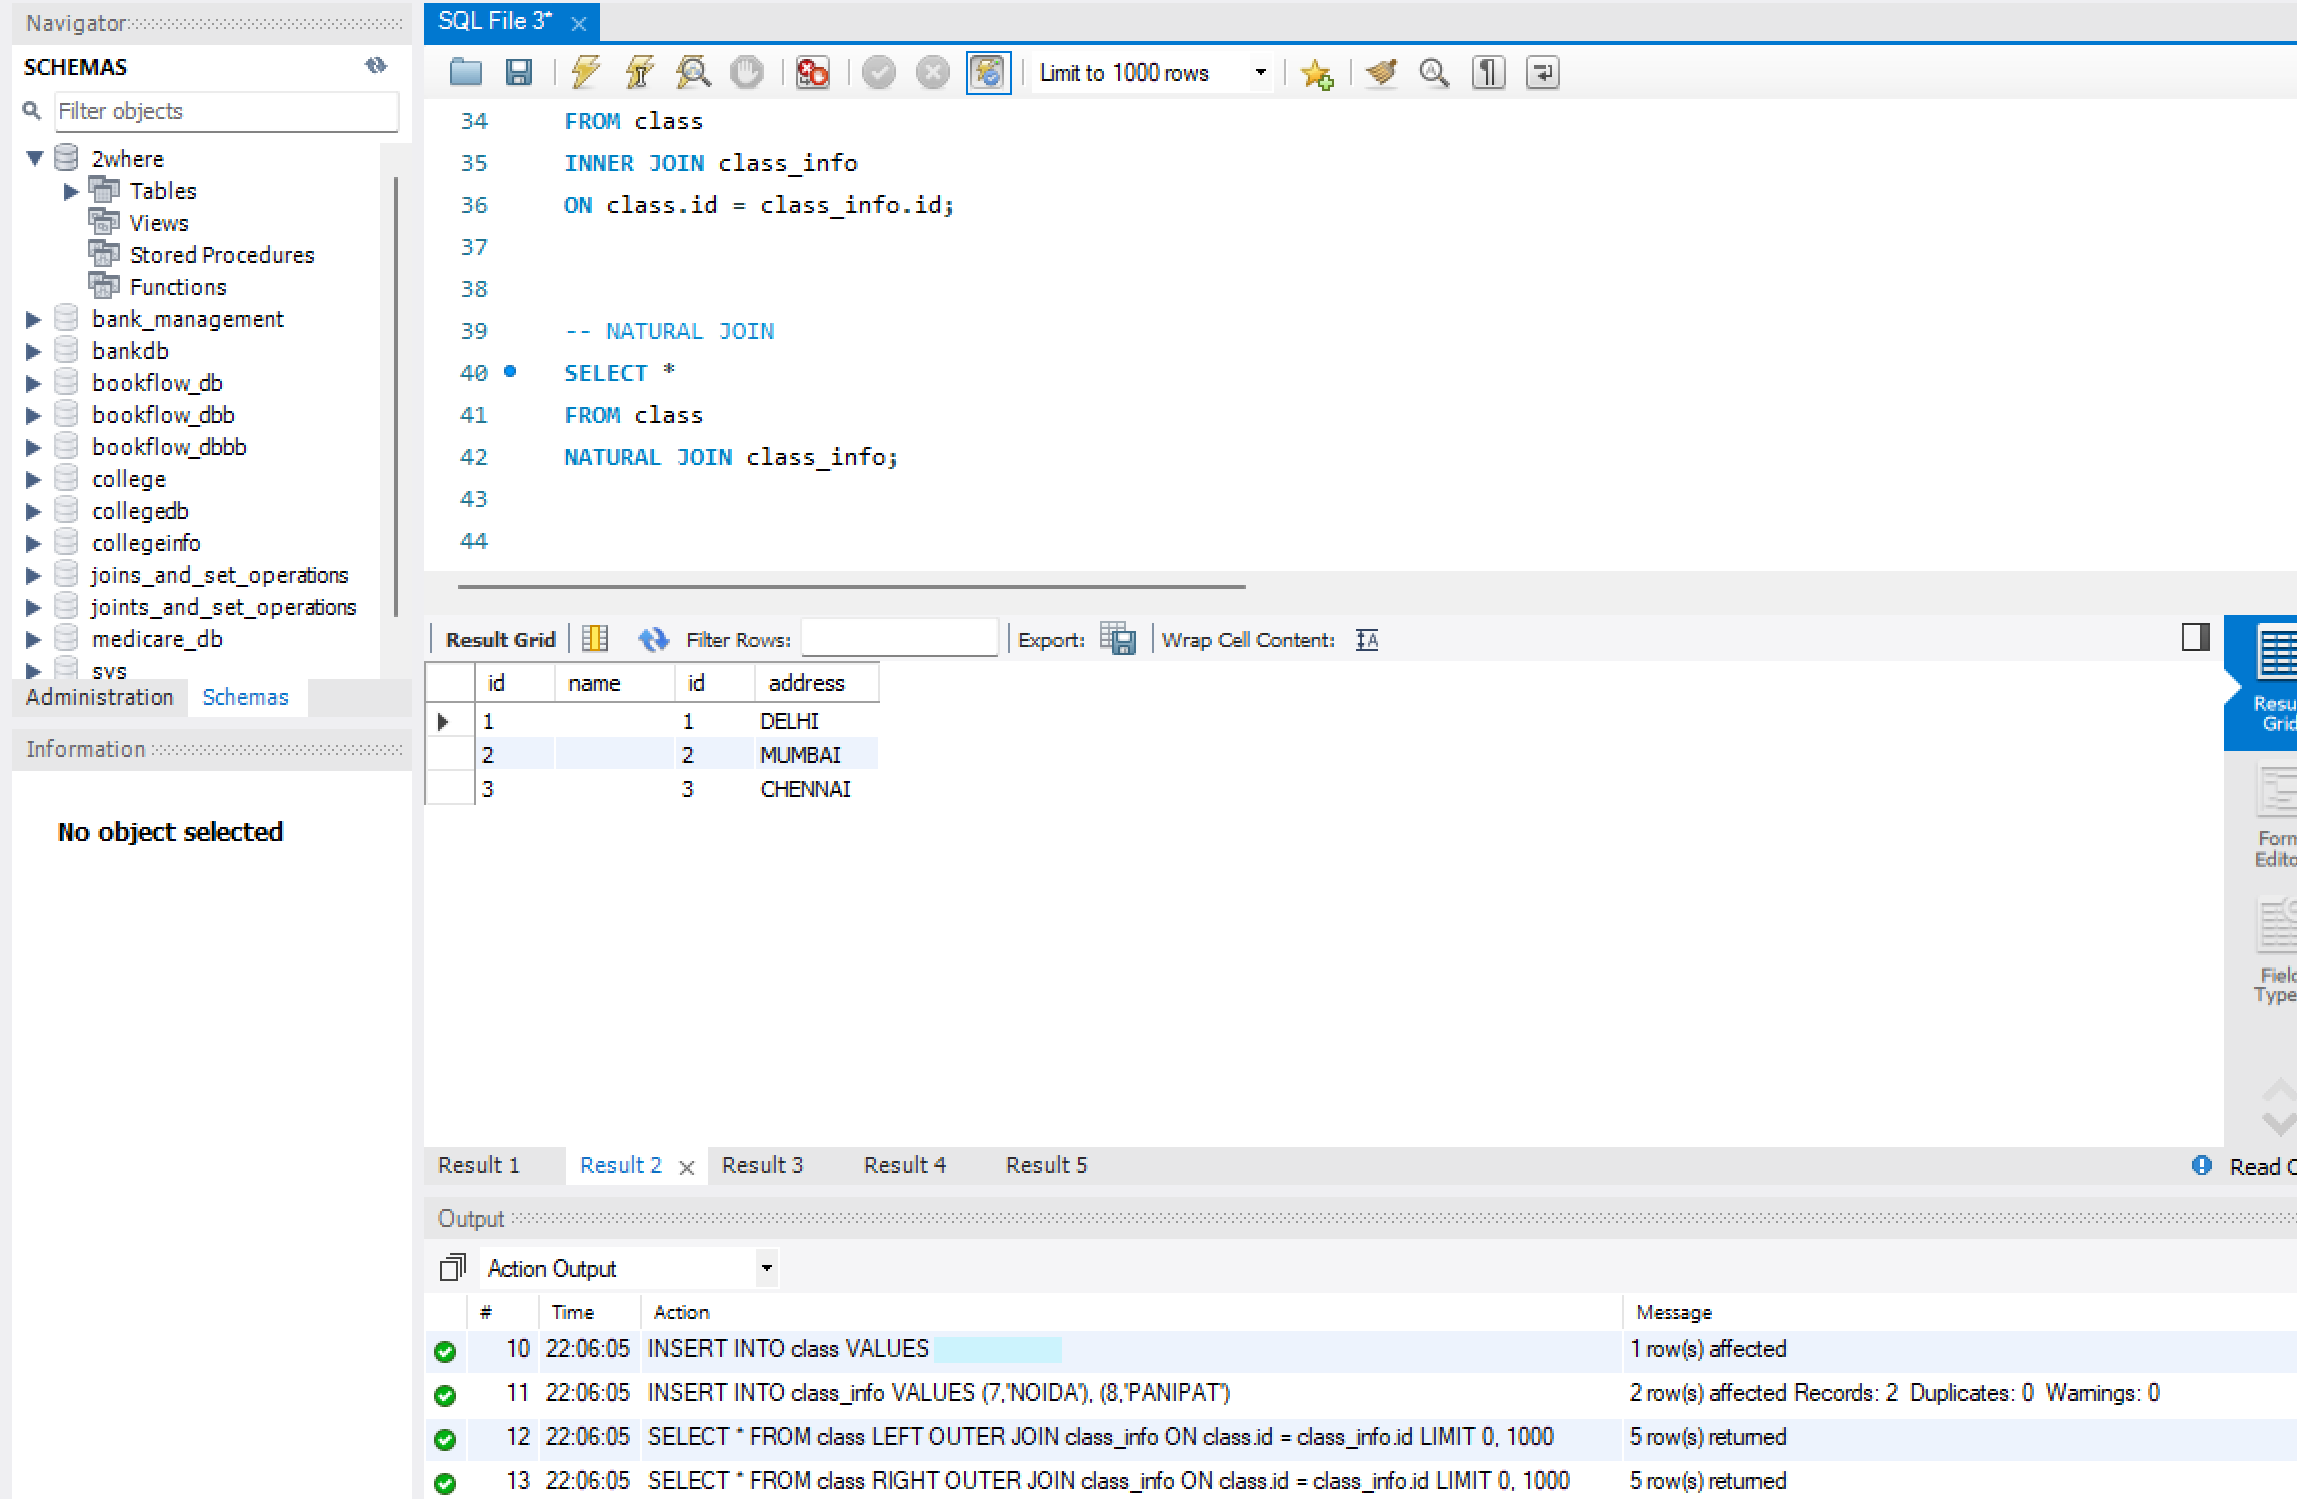 Navigator
SCHEMAS
Filter objects
2where
Tables
Views
Stored Procedures
Functions
bank_management
bankdb
bookflow_db
bookflow_dbb
bookflow_dbbb
college
collegedb
collegeinfo
joins_and_set_operations
joints_and_set_operations
medicare_db
sys
Administration Schemas
Information
No object selected
SQL File 3*
Limit to 1000 rows
34 FROM class
35 INNER JOIN class_info
36 ON class.id = class_info.id;
37
38
39 -- NATURAL JOIN
40 SELECT *
41 FROM class
42 NATURAL JOIN class_info;
43
44
Result Grid Filter Rows: Export: Wrap Cell Content:
id name id address
1 1 DELHI
2 2 MUMBAI
3 3 CHENNAI
Resu
Grid
Form
Edito
Field
Type
Result 1 Result 2 Result 3 Result 4 Result 5
Read O
Output
Action Output
# Time Action Message
10 22:06:05 INSERT INTO class VALUES 1 row(s) affected
11 22:06:05 INSERT INTO class_info VALUES (7,'NOIDA'), (8,'PANIPAT') 2 row(s) affected Records: 2 Duplicates: 0 Warnings: 0
12 22:06:05 SELECT * FROM class LEFT OUTER JOIN class_info ON class.id = class_info.id LIMIT 0, 1000 5 row(s) returned
13 22:06:05 SELECT * FROM class RIGHT OUTER JOIN class_info ON class.id = class_info.id LIMIT 0, 1000 5 row(s) returned